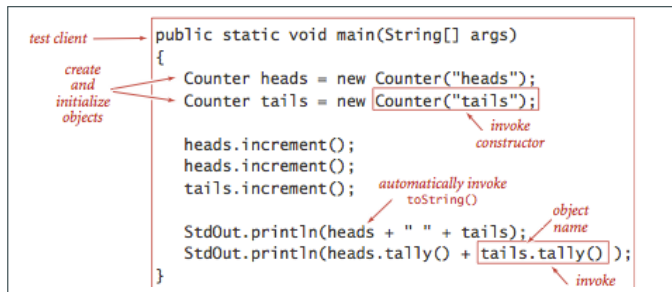 test client
public static void main(String[] args)
{
create
and
initialize
objects
Counter heads = new Counter("heads");
Counter tails = new Counter("tails");
invoke
constructor
heads.increment();
heads.increment();
tails.increment();
automatically invoke
toString()
object
name
StdOut.println(heads + " " + tails);
StdOut.println(heads.tally() + tails.tally() );
}
invoke